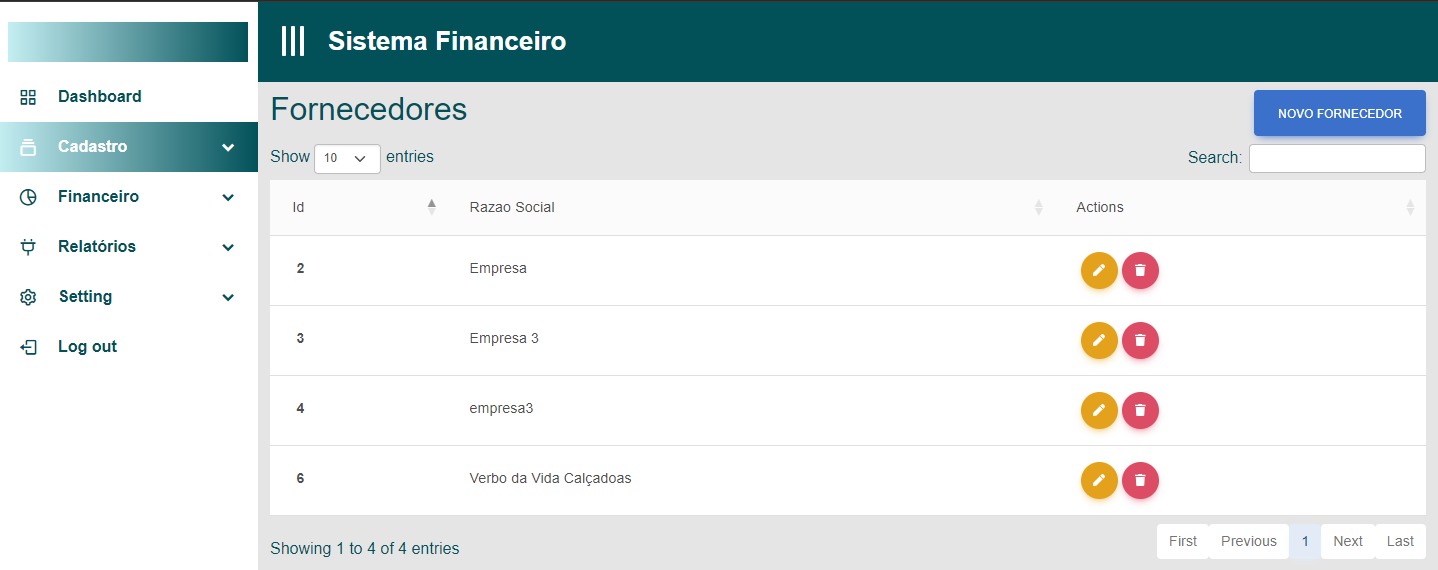 Sistema Financeiro
Dashboard
Cadastro
Financeiro
Relatórios
Setting
Log out
Fornecedores
NOVO FORNECEDOR
Show 10 entries
Search:
Id Razao Social Actions
2 Empresa
3 Empresa 3
4 empresa3
6 Verbo da Vida Calçadoas
Showing 1 to 4 of 4 entries
First Previous 1 Next Last